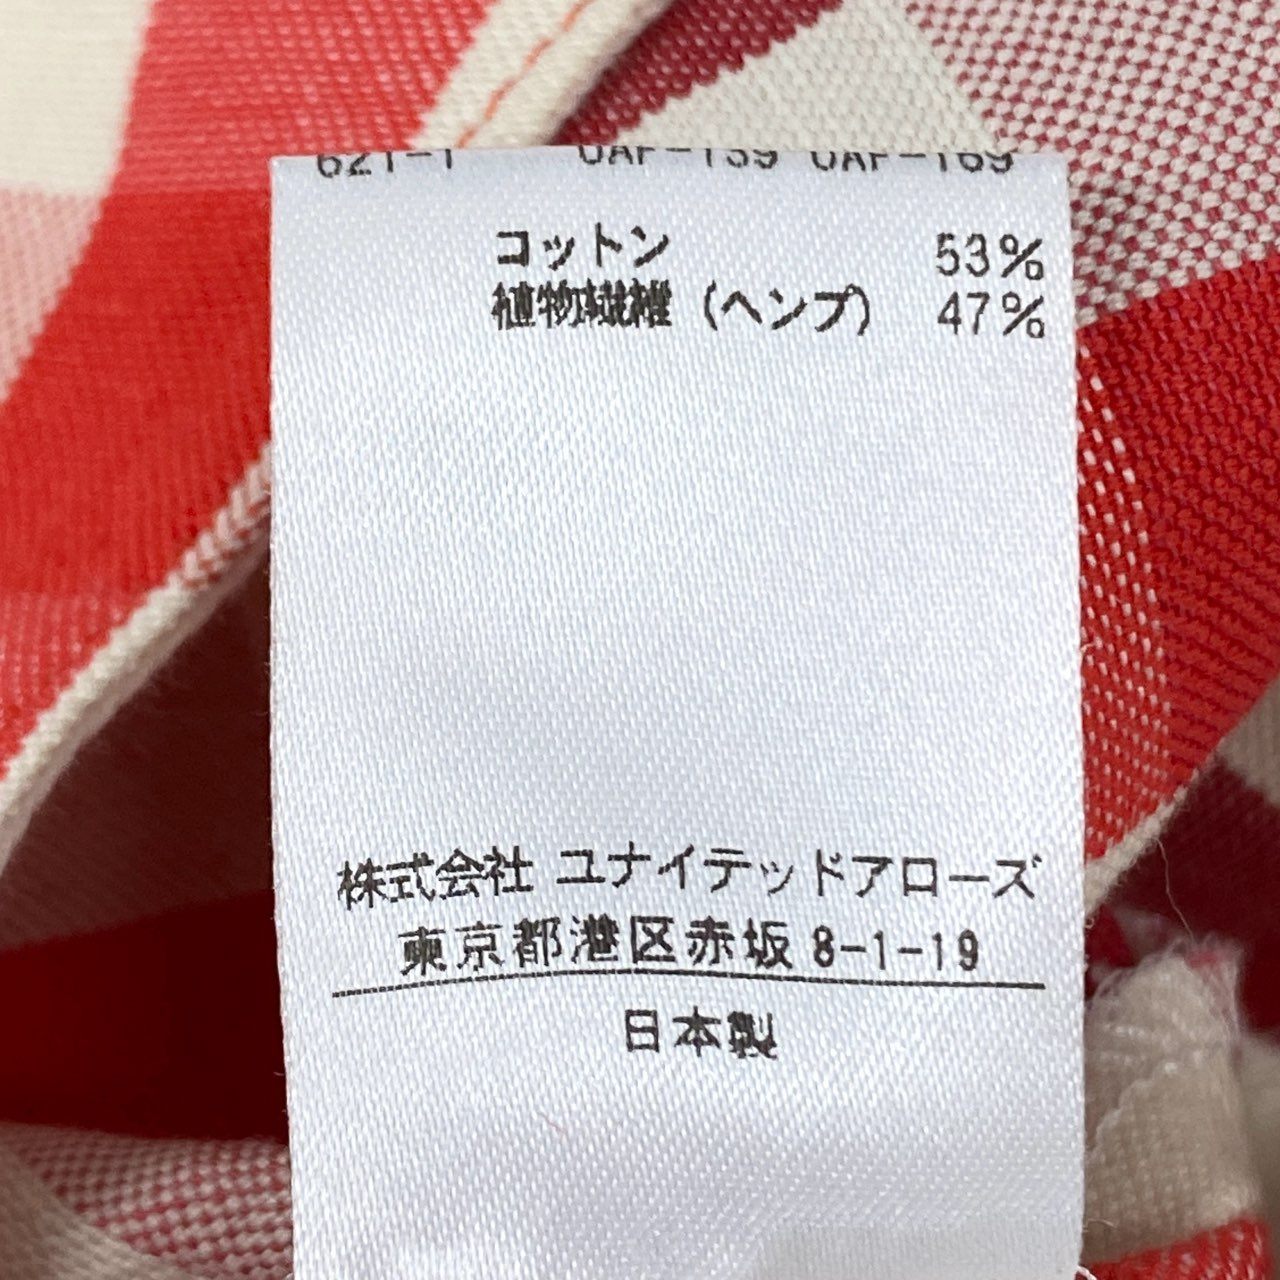 コットン 53%
植物繊維 (ヘンプ) 47%
株式会社 ユナイテッドアローズ
東京都港区赤坂 8-1-19
日本製